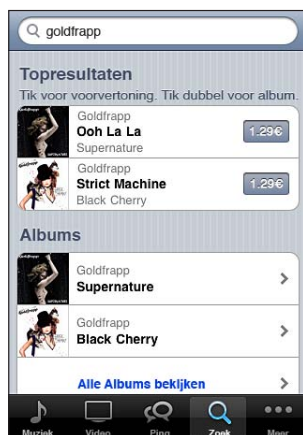 goldfrapp
Topresultaten
Tik voor voorvertoning. Tik dubbel voor album.
Goldfrapp
Ooh La La
1.29€
Supernature
Goldfrapp
Strict Machine
1.29€
Black Cherry
Albums
Goldfrapp
Supernature
Goldfrapp
Black Cherry
Alle Albums bekijken
Muziek Video Ping Zoek Meer